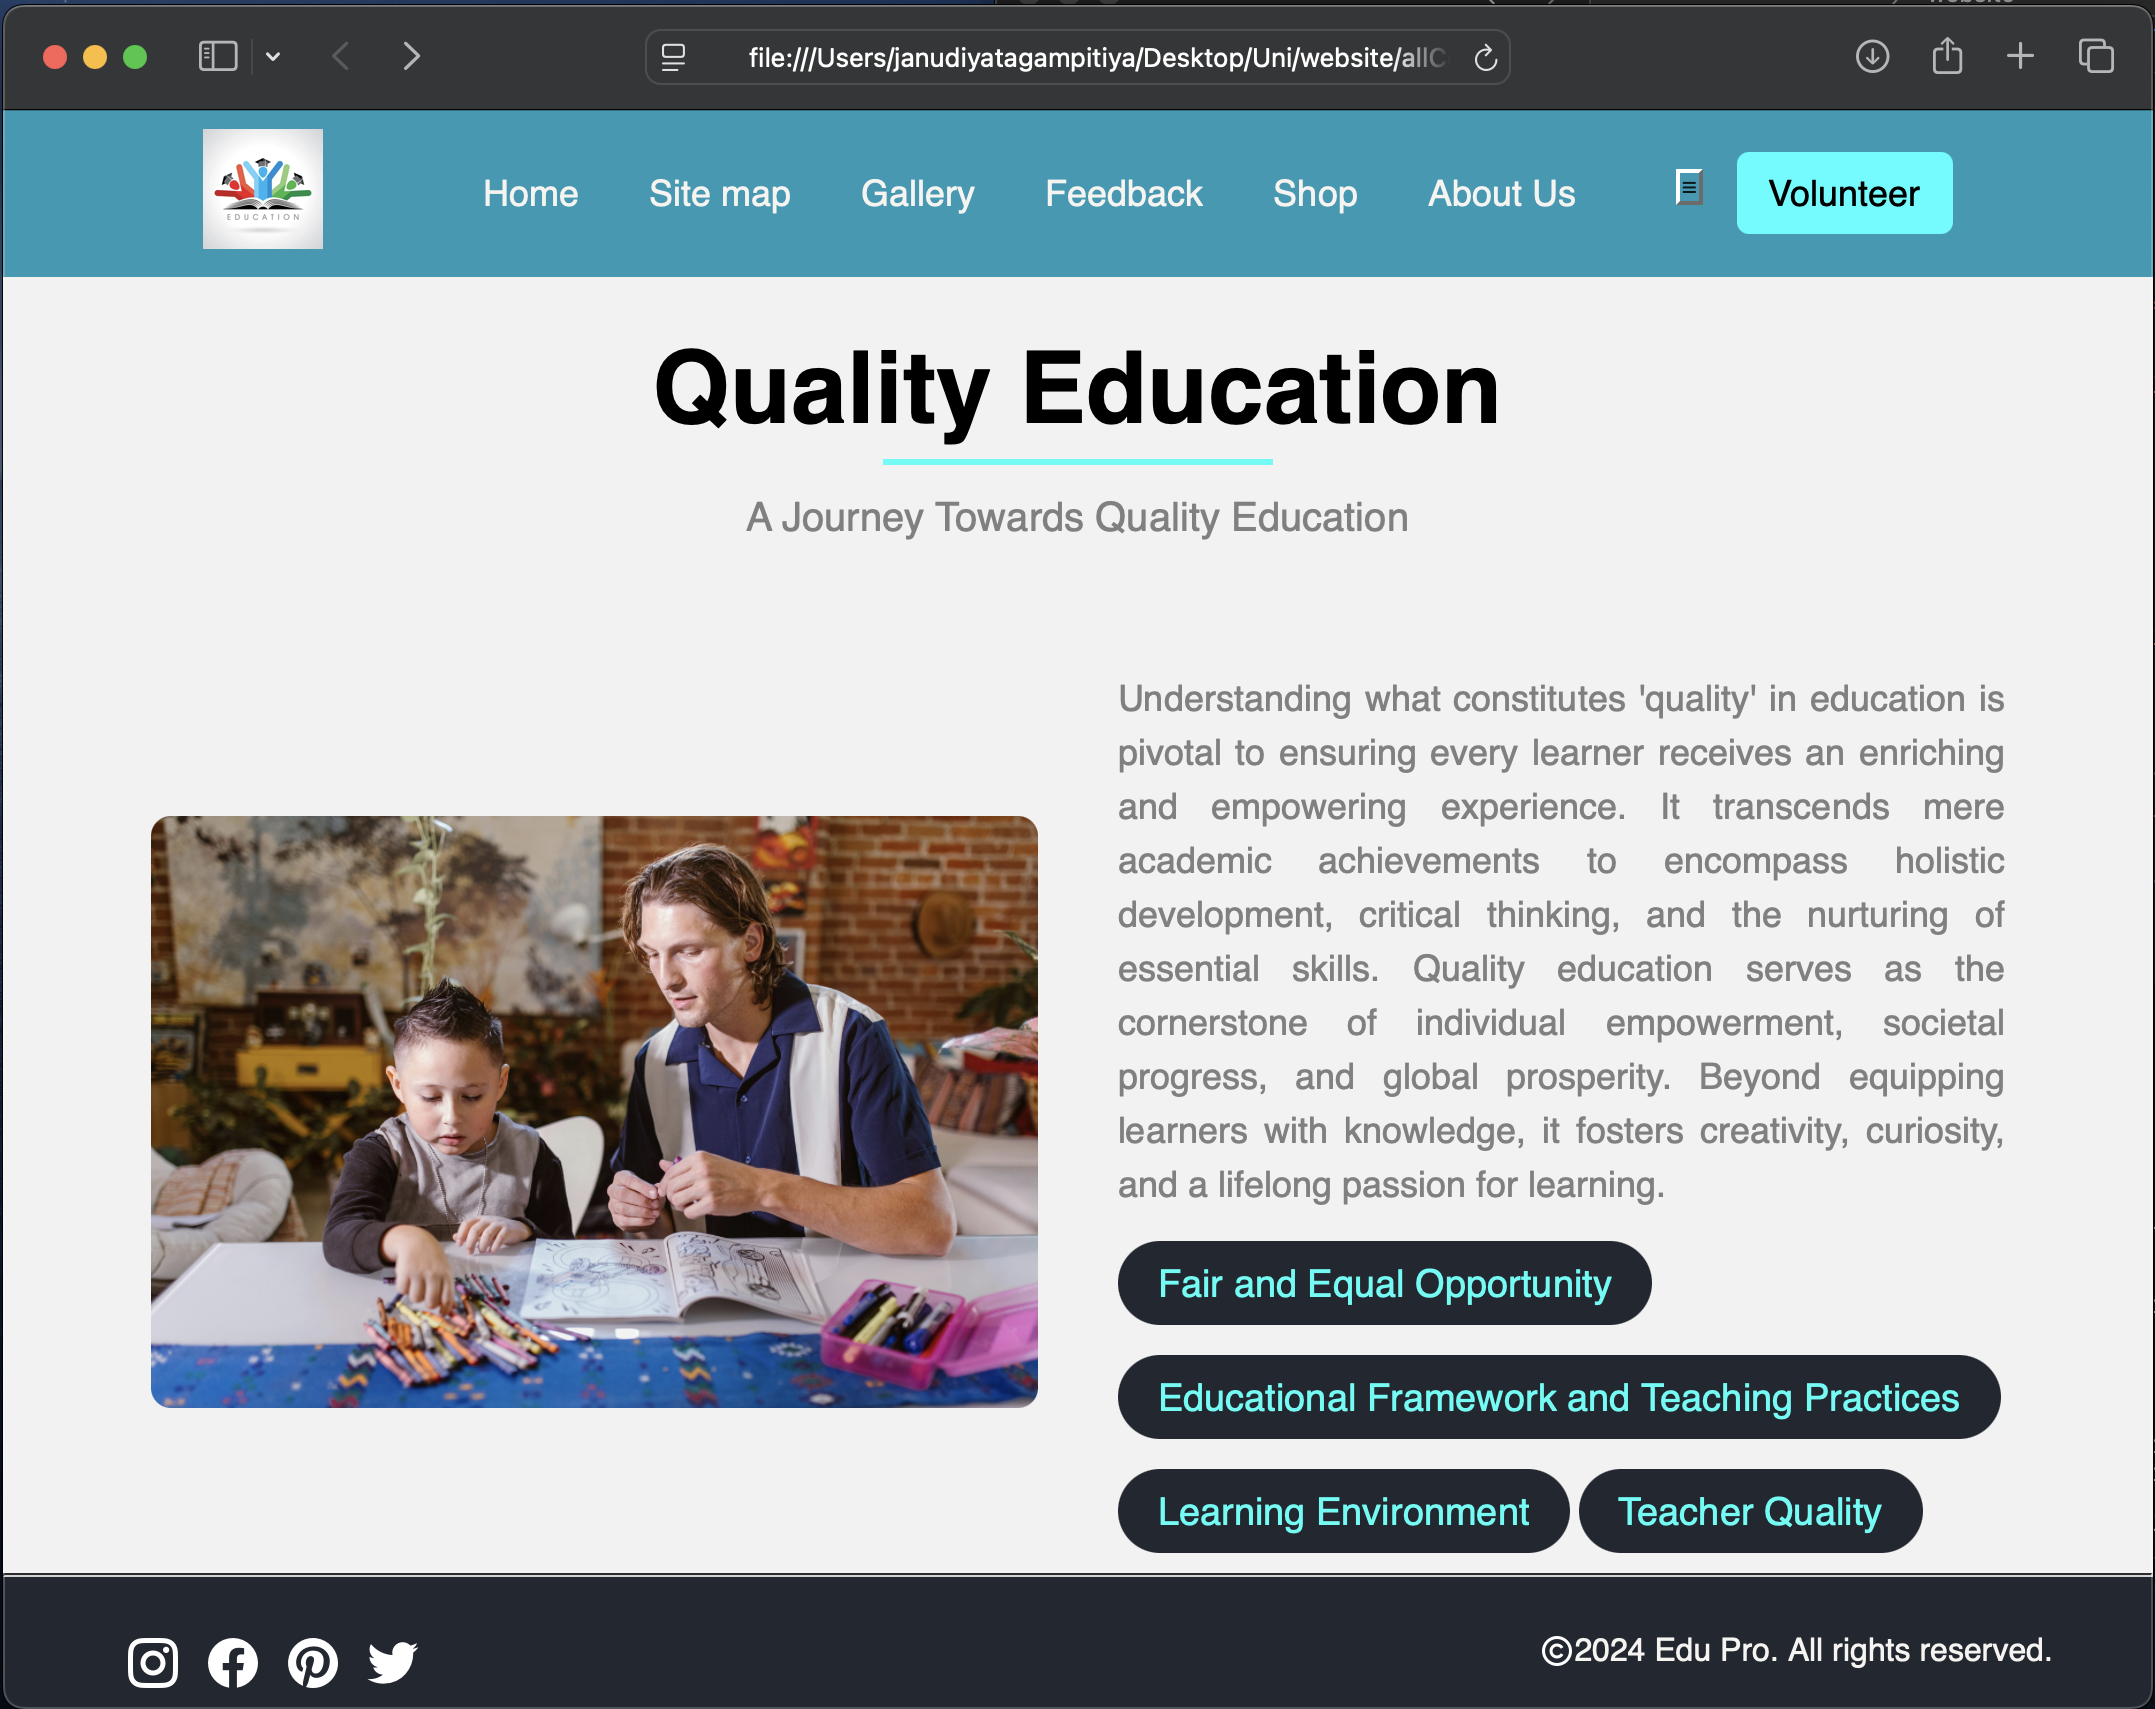 file:///Users/janudiyatagampitiya/Desktop/Uni/website/allC
EDUCATION
Home Site map Gallery Feedback Shop About Us Volunteer
Quality Education
A Journey Towards Quality Education
Understanding what constitutes 'quality' in education is
pivotal to ensuring every learner receives an enriching
and empowering experience. It transcends mere
academic achievements to encompass holistic
development, critical thinking, and the nurturing of
essential skills. Quality education serves as the
cornerstone of individual empowerment, societal
progress, and global prosperity. Beyond equipping
learners with knowledge, it fosters creativity, curiosity,
and a lifelong passion for learning.
Fair and Equal Opportunity
Educational Framework and Teaching Practices
Learning Environment Teacher Quality
©2024 Edu Pro. All rights reserved.